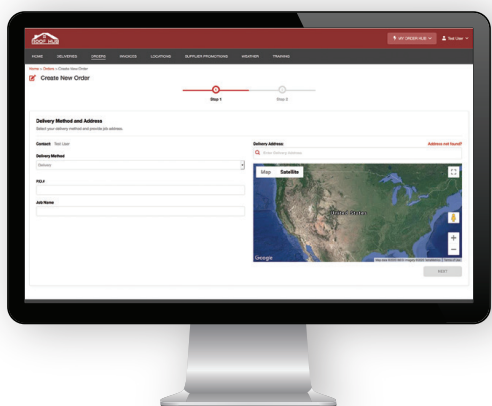 ROOF HUB
MY ORDER HUB
Test User
HOME DELIVERIES ORDERS INVOICES LOCATIONS SUPPLIER PROMOTIONS WEATHER TRAINING
Home > Orders > Create New Order
Create New Order
Step 1 Step 2
Delivery Method and Address
Select your delivery method and provide job address.
Contact: Test User
Delivery Address: Address not found?
Enter Delivery Address
Delivery Method
Delivery
Map Satellite
PO/#
Job Name
United States
Google
NEXT